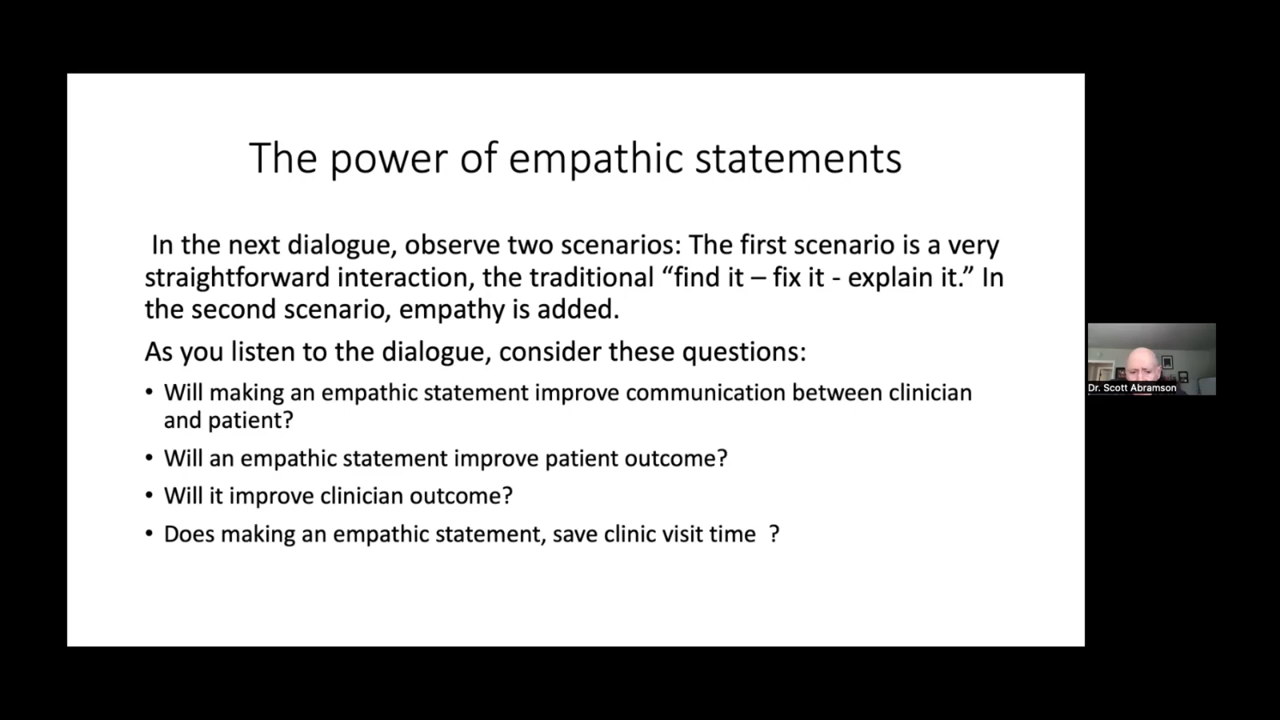 The power of empathic statements
In the next dialogue, observe two scenarios: The first scenario is a very
straightforward interaction, the traditional “find it – fix it - explain it.” In
the second scenario, empathy is added.
As you listen to the dialogue, consider these questions:
• Will making an empathic statement improve communication between clinician
and patient?
• Will an empathic statement improve patient outcome?
• Will it improve clinician outcome?
• Does making an empathic statement, save clinic visit time  ?
Dr. Scott Abramson